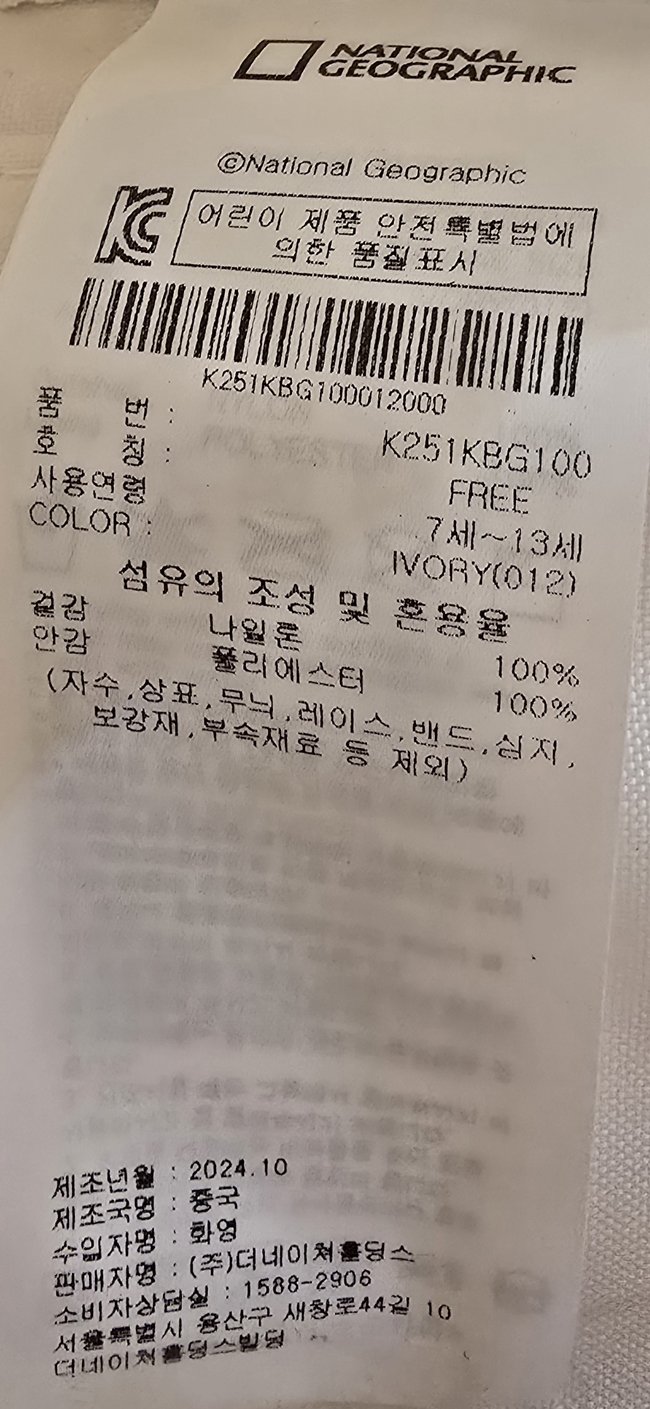 NATIONAL
GEOGRAPHIC
©National Geographic
어린이 제품 안전특별법에
의한 품질표시
K251KBG100012000
품 번 : K251KBG100
호 칭 : FREE
사용연령 7세~13세
COLOR : IVORY(012)
섬유의 조성 및 혼용율
겉감 나일론 100%
안감 폴리에스터 100%
(자수,상표,무늬,레이스,밴드,심지,
보강재,부속재료 등 제외)
제조년월 : 2024.10
제조국명 : 중국
수입자명 : 화영
판매자명 : (주)더네이쳐홀딩스
소비자상담실 : 1588-2906
서울특별시 용산구 새창로44길 10
더네이쳐홀딩스빌딩